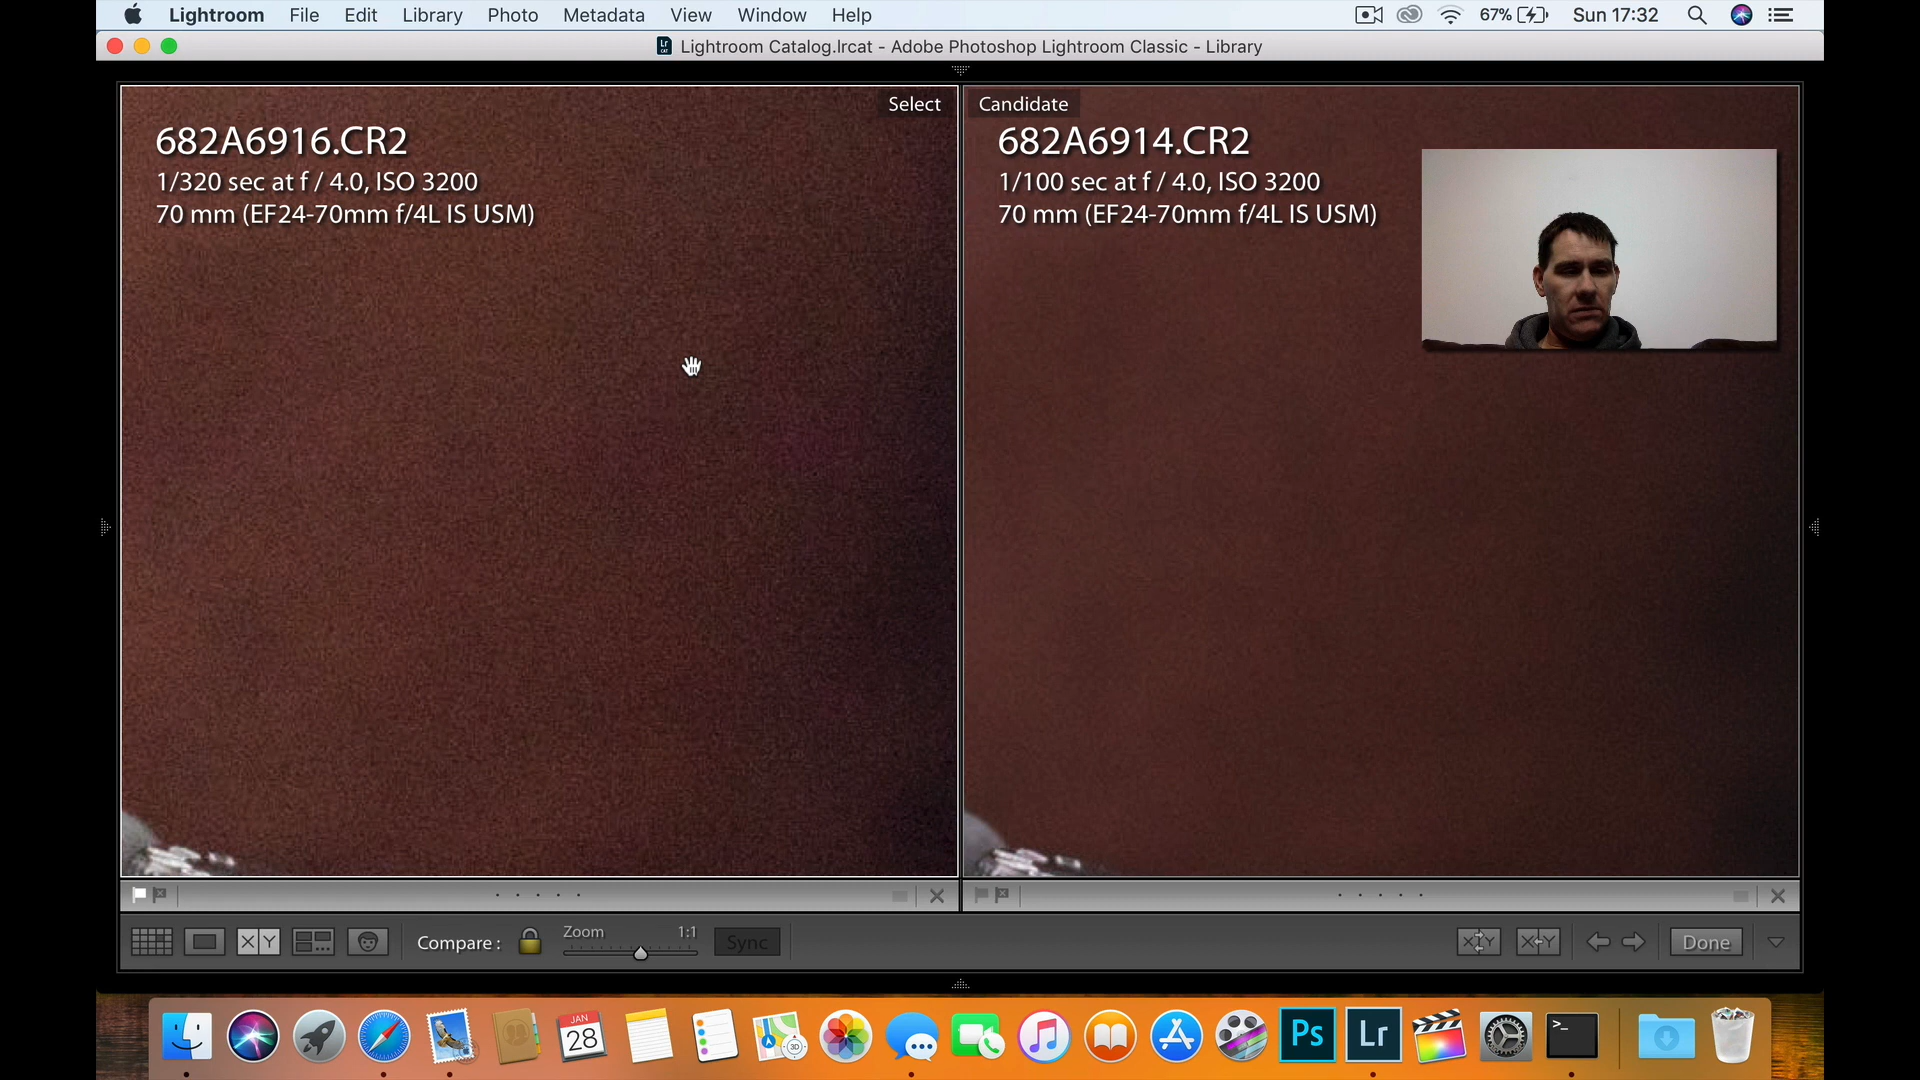 Lightroom File Edit Library Photo Metadata View Window Help 67% Sun 17:32
Lightroom Catalog.lrcat - Adobe Photoshop Lightroom Classic - Library
Select
682A6916.CR2
1/320 sec at f / 4.0, ISO 3200
70 mm (EF24-70mm f/4L IS USM)
Candidate
682A6914.CR2
1/100 sec at f / 4.0, ISO 3200
70 mm (EF24-70mm f/4L IS USM)
X Y
Compare :
Zoom 1:1
Sync
X Y
X Y
Done
JAN
28
3D
Ps
Lr
>_